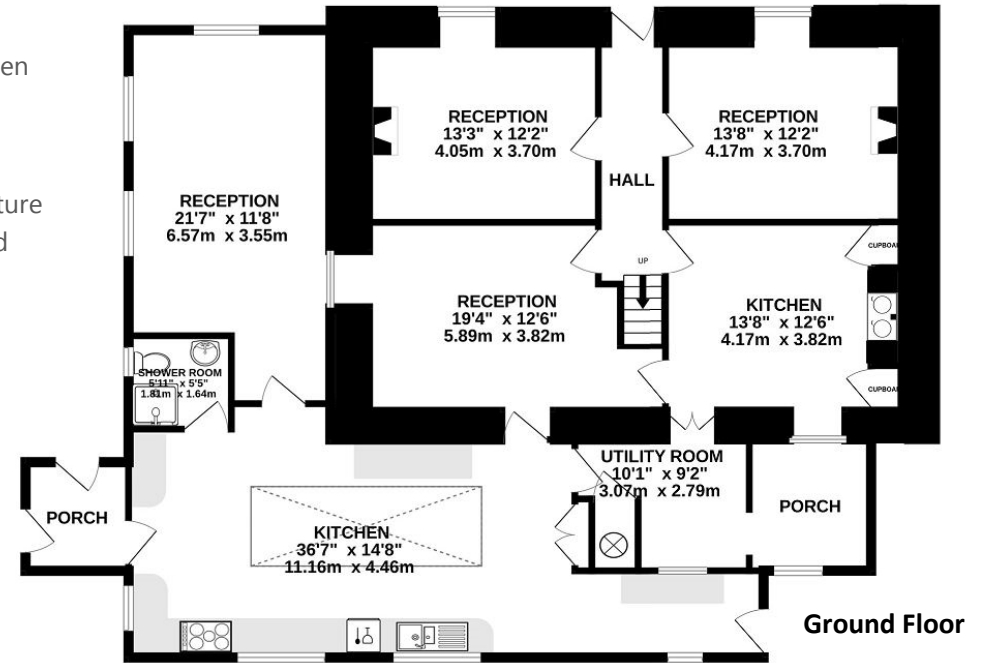 en
ture
d
RECEPTION
13'3" x 12'2"
4.05m x 3.70m
RECEPTION
13'8" x 12'2"
4.17m x 3.70m
HALL
RECEPTION
21'7" x 11'8"
6.57m x 3.55m
CUPBOA
UP
RECEPTION
19'4" x 12'6"
5.89m x 3.82m
KITCHEN
13'8" x 12'6"
4.17m x 3.82m
SHOWER ROOM
5'11" x 5'5"
1.81m x 1.64m
CUPBOA
UTILITY ROOM
10'1" x 9'2"
3.07m x 2.79m
PORCH
PORCH
KITCHEN
36'7" x 14'8"
11.16m x 4.46m
Ground Floor